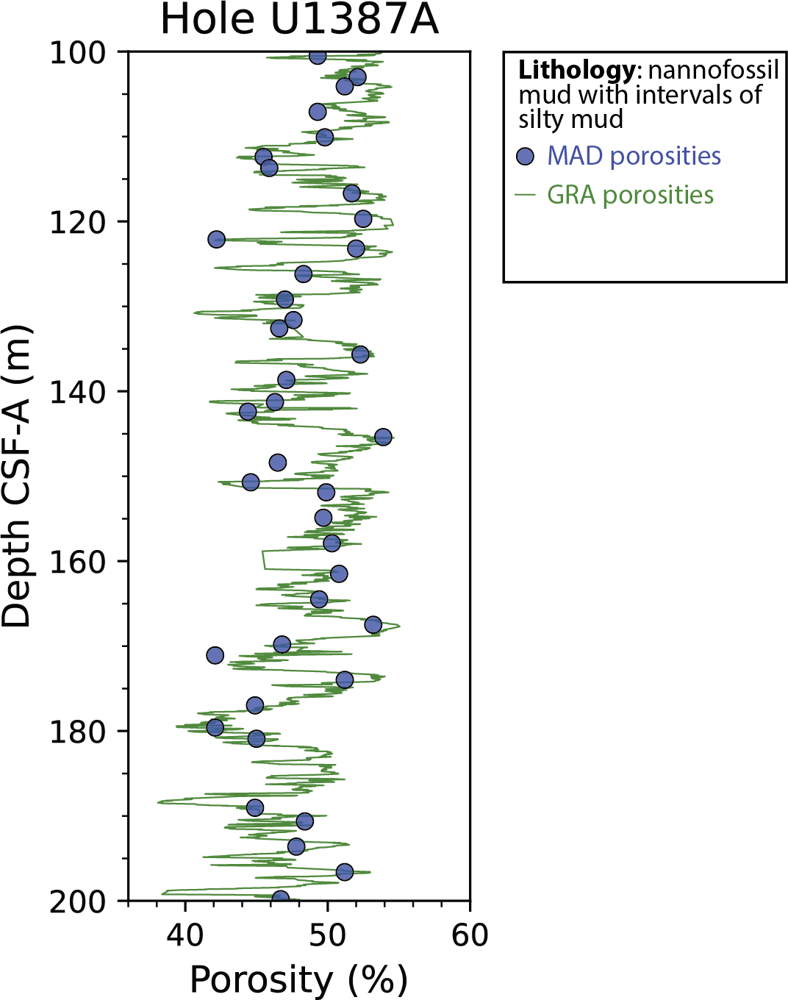 Hole U1387A
100
120
140
160
180
200
Depth CSF-A (m)
40 50 60
Porosity (%)
Lithology: nannofossil
mud with intervals of
silty mud
MAD porosities
GRA porosities